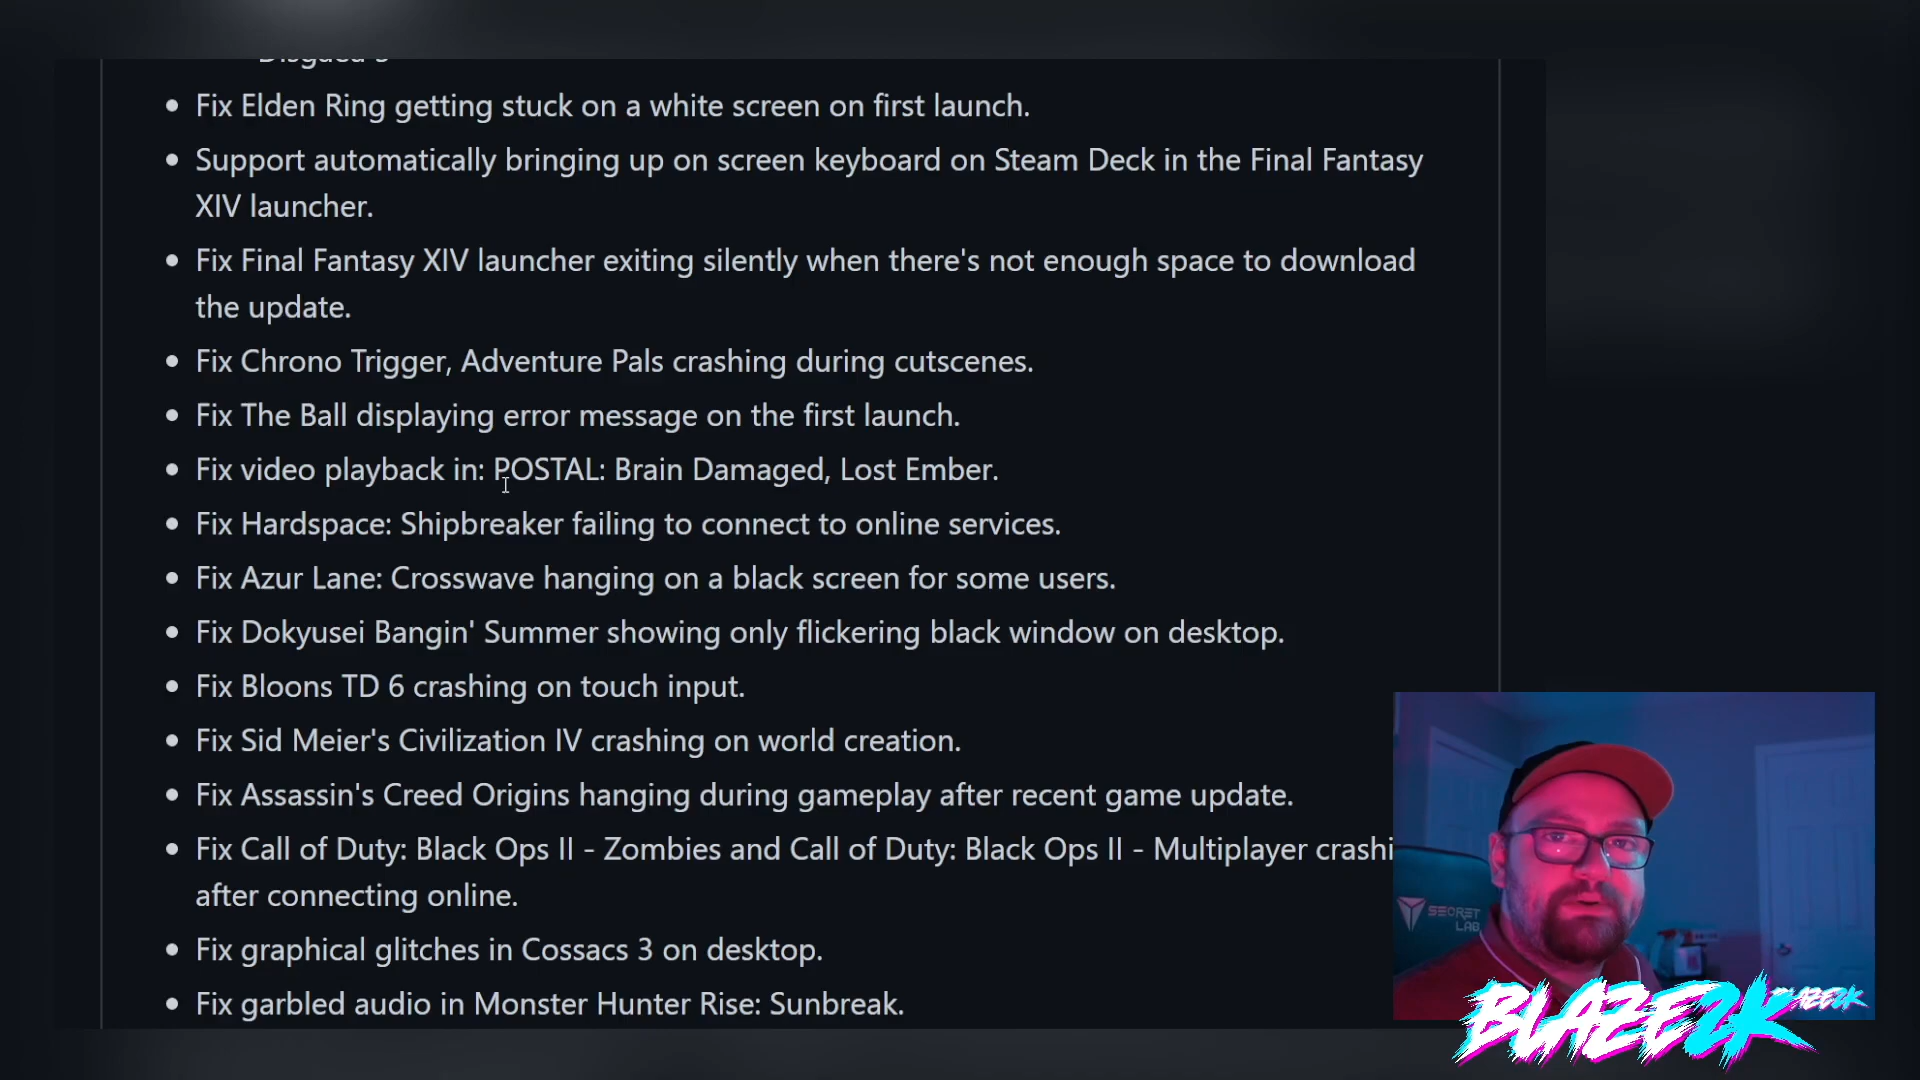 Disgaea 5
Fix Elden Ring getting stuck on a white screen on first launch.
Support automatically bringing up on screen keyboard on Steam Deck in the Final Fantasy
XIV launcher.
Fix Final Fantasy XIV launcher exiting silently when there's not enough space to download
the update.
Fix Chrono Trigger, Adventure Pals crashing during cutscenes.
Fix The Ball displaying error message on the first launch.
Fix video playback in: POSTAL: Brain Damaged, Lost Ember.
Fix Hardspace: Shipbreaker failing to connect to online services.
Fix Azur Lane: Crosswave hanging on a black screen for some users.
Fix Dokyusei Bangin' Summer showing only flickering black window on desktop.
Fix Bloons TD 6 crashing on touch input.
Fix Sid Meier's Civilization IV crashing on world creation.
Fix Assassin's Creed Origins hanging during gameplay after recent game update.
Fix Call of Duty: Black Ops II - Zombies and Call of Duty: Black Ops II - Multiplayer crashi
after connecting online.
Fix graphical glitches in Cossacs 3 on desktop.
Fix garbled audio in Monster Hunter Rise: Sunbreak.
SECRET
LAB
BLAZE2K
BLAZE2K